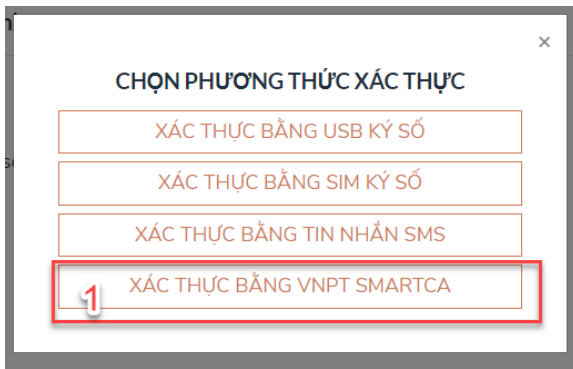 ×
CHỌN PHƯƠNG THỨC XÁC THỰC
XÁC THỰC BẰNG USB KÝ SỐ
XÁC THỰC BẰNG SIM KÝ SỐ
XÁC THỰC BẰNG TIN NHẮN SMS
XÁC THỰC BẰNG VNPT SMARTCA
1